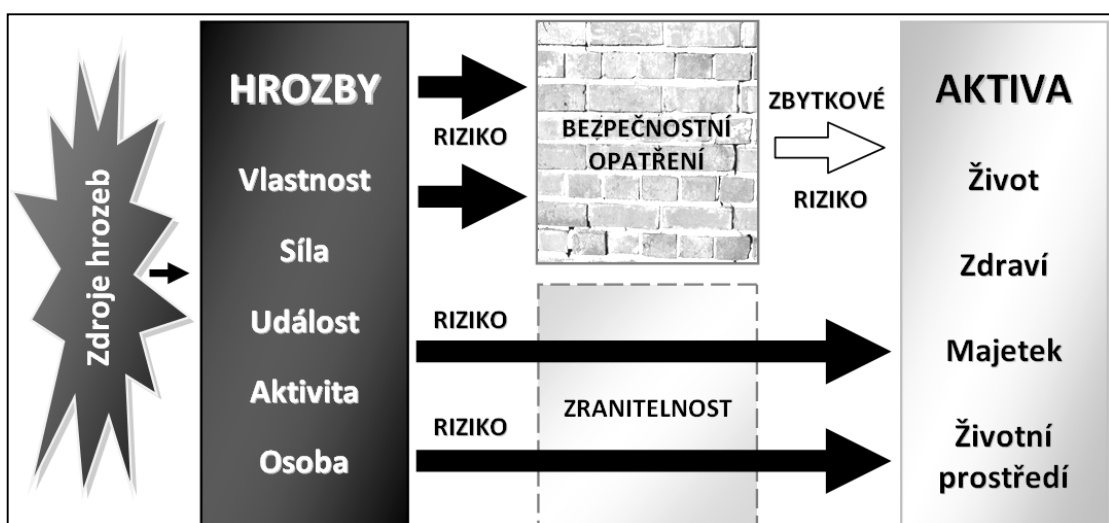 Zdroje hrozeb
HROZBY
Vlastnost
Síla
Událost
Aktivita
Osoba
RIZIKO
BEZPEČNOSTNÍ
OPATŘENÍ
ZBYTKOVÉ
RIZIKO
RIZIKO
ZRANITELNOST
RIZIKO
AKTIVA
Život
Zdraví
Majetek
Životní
prostředí